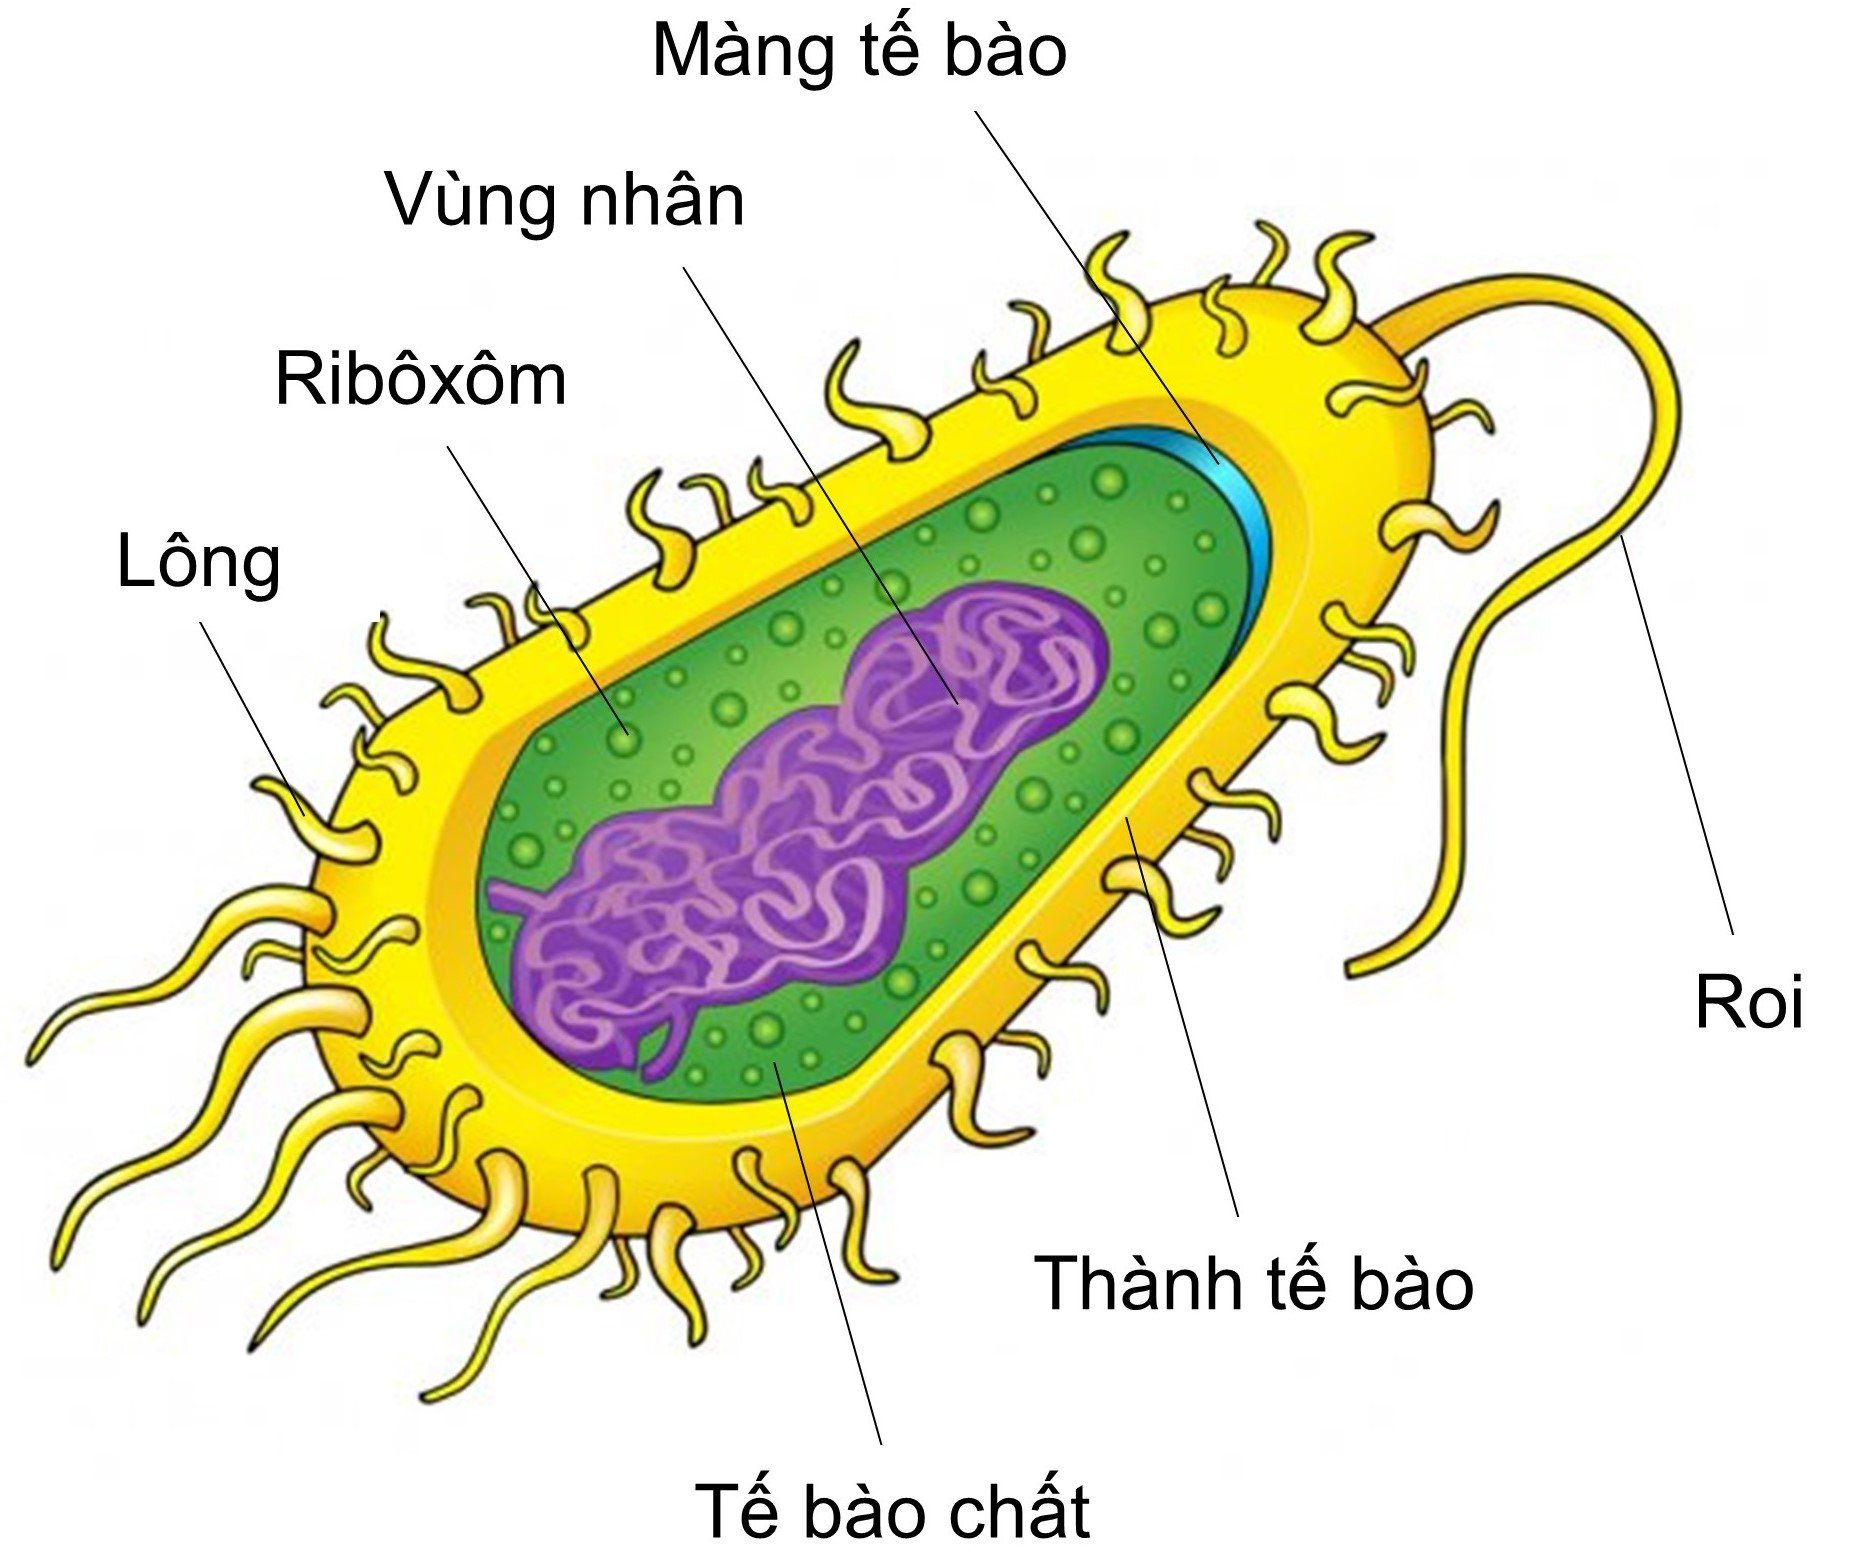 Màng tế bào
Vùng nhân
Ribôxôm
Lông
Roi
Thành tế bào
Tế bào chất